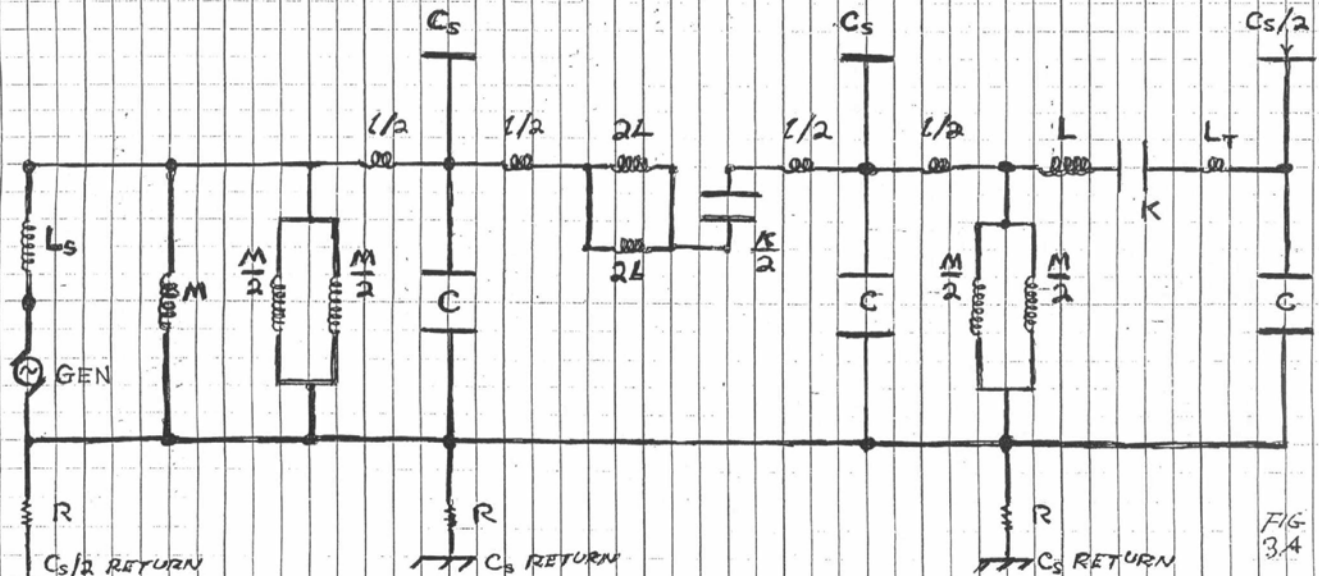 Cs
Cs
Cs/2
l/2
l/2
2L
l/2
l/2
L
LT
K
Ls
M
M/2
M/2
C
2L
K/2
M/2
M/2
C
C
GEN
R
R
R
Cs/2 RETURN
Cs RETURN
Cs RETURN
FIG
3.4